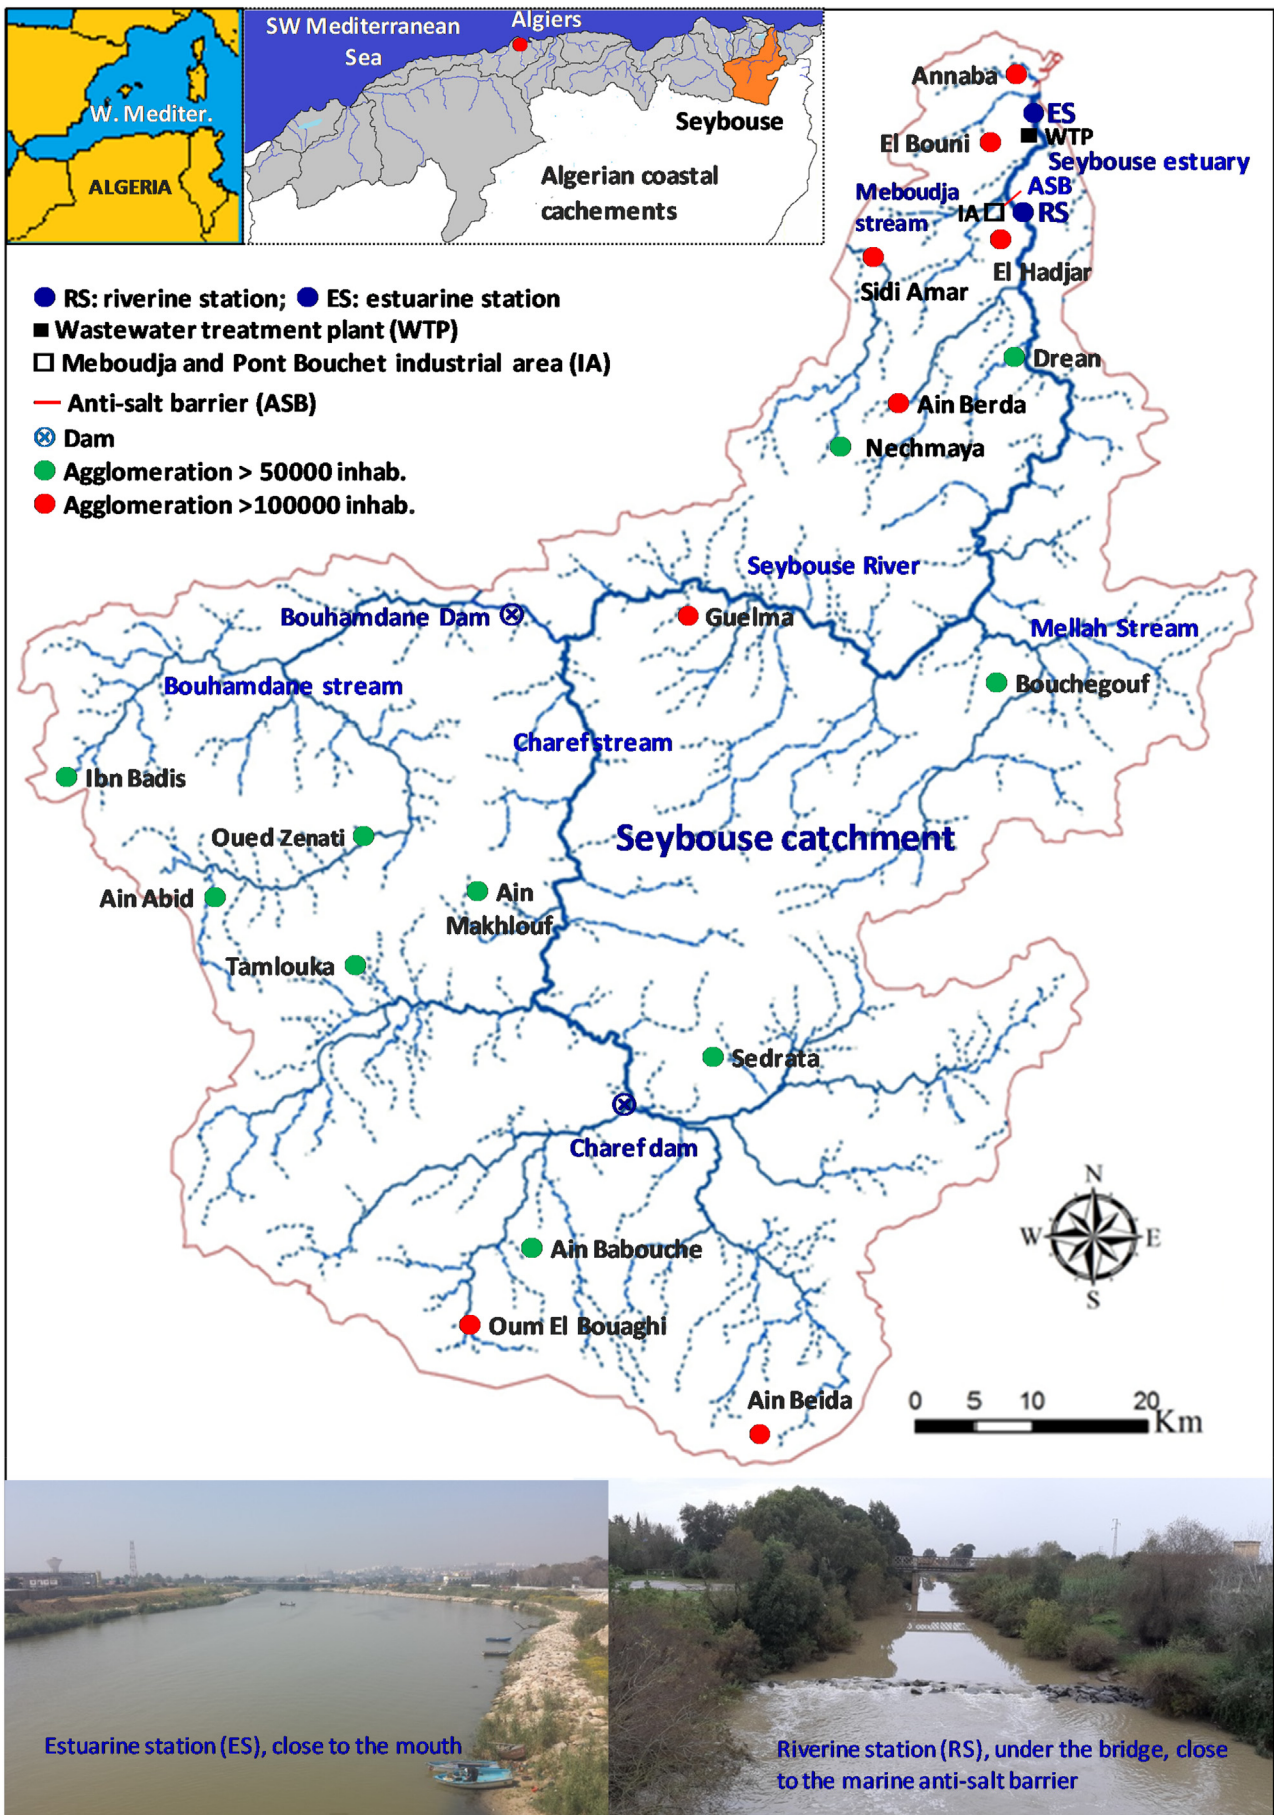 SW Mediterranean
Sea
Algiers
W. Mediter.
ALGERIA
Seybouse
Algerian coastal
cachements
Annaba
ES
WTP
El Bouni
Seybouse estuary
Meboudja
stream
ASB
IA
RS
El Hadjar
Sidi Amar
RS: riverine station; ES: estuarine station
Wastewater treatment plant (WTP)
Meboudja and Pont Bouchet industrial area (IA)
Anti-salt barrier (ASB)
Dam
Agglomeration > 50000 inhab.
Agglomeration >100000 inhab.
Drean
Ain Berda
Nechmaya
Seybouse River
Bouhamdane Dam
Guelma
Mellah Stream
Bouhamdane stream
Bouchegouf
Charef stream
Ibn Badis
Oued Zenati
Seybouse catchment
Ain Abid
Ain
Makhlouf
Tamlouka
Sedrata
Charef dam
N
W
E
S
Ain Babouche
Oum El Bouaghi
Ain Beida
0 5 10 20
Km
Estuarine station (ES), close to the mouth
Riverine station (RS), under the bridge, close
to the marine anti-salt barrier